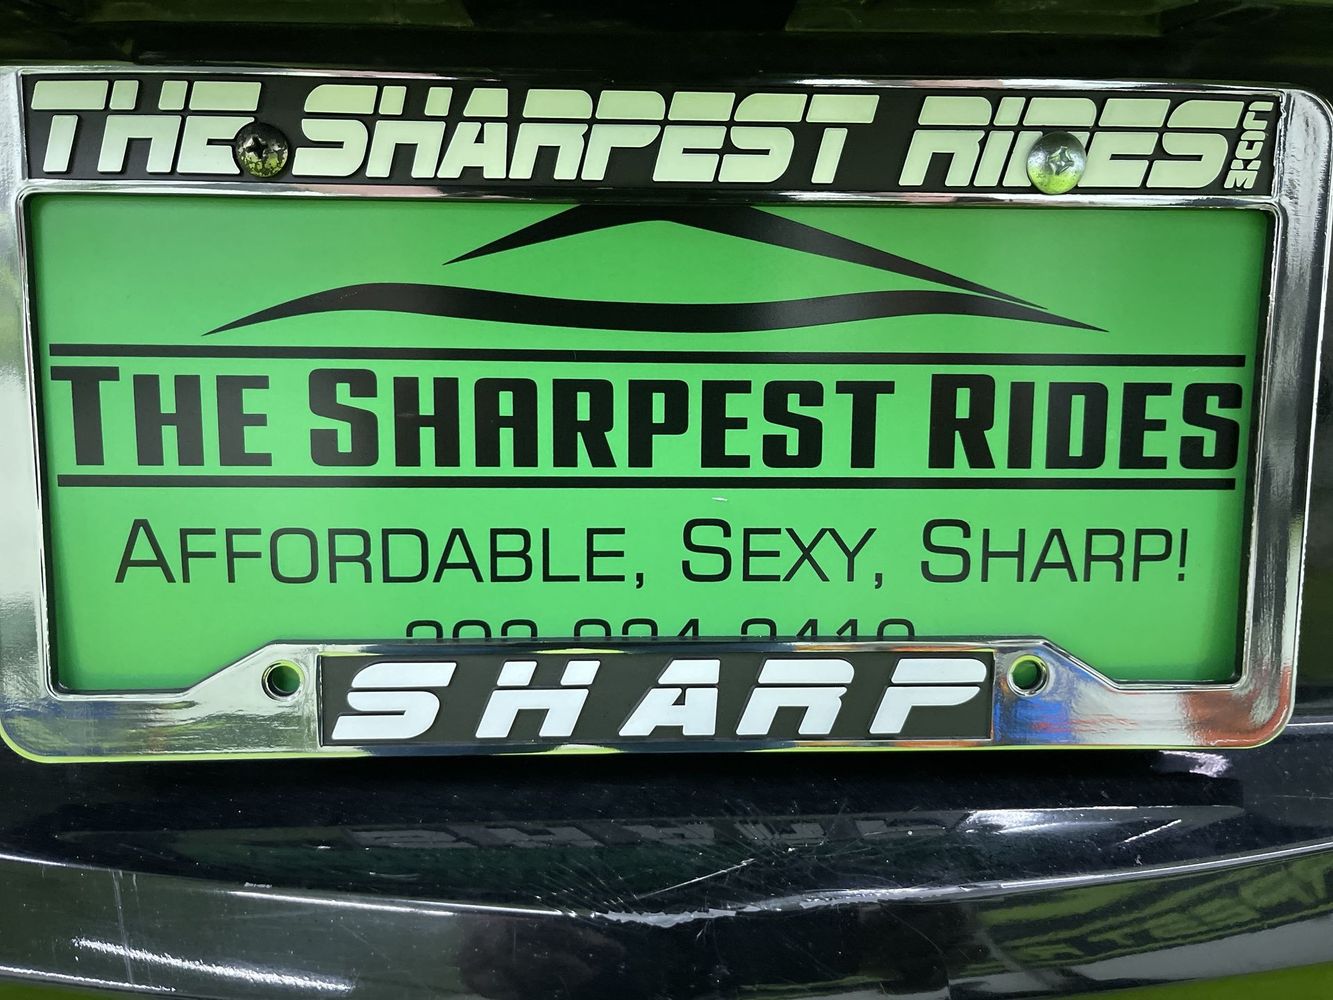 THE SHARPEST RIDES.COM
THE SHARPEST RIDES
AFFORDABLE, SEXY, SHARP!
SHARP